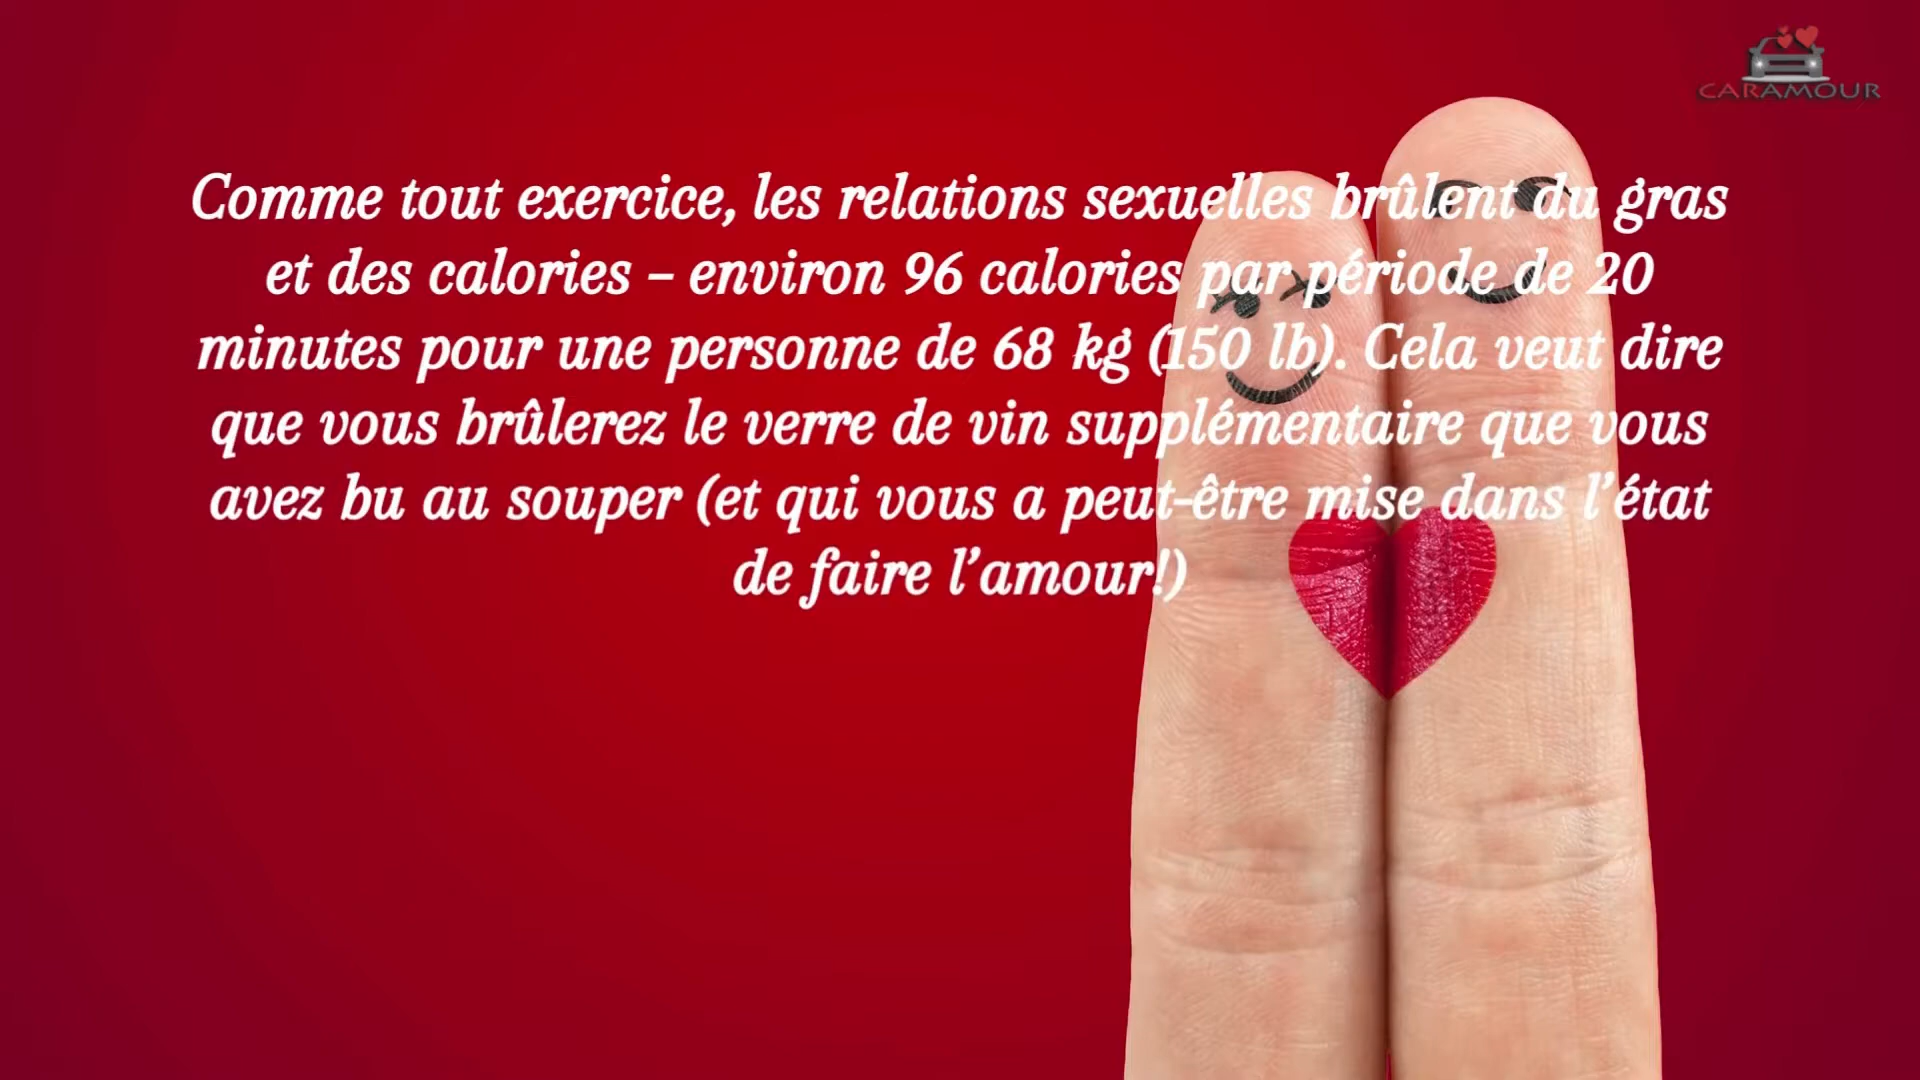 CARAMOUR
Comme tout exercice, les relations sexuelles brûlent du gras
et des calories – environ 96 calories par période de 20
minutes pour une personne de 68 kg (150 lb). Cela veut dire
que vous brûlerez le verre de vin supplémentaire que vous
avez bu au souper (et qui vous a peut-être mise dans l’état
de faire l’amour!)